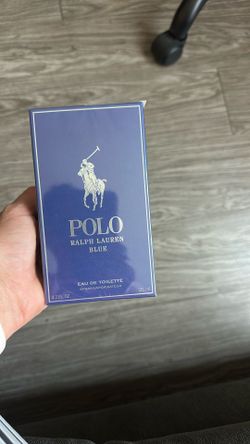 POLO
RALPH LAUREN
BLUE
EAU DE TOILETTE